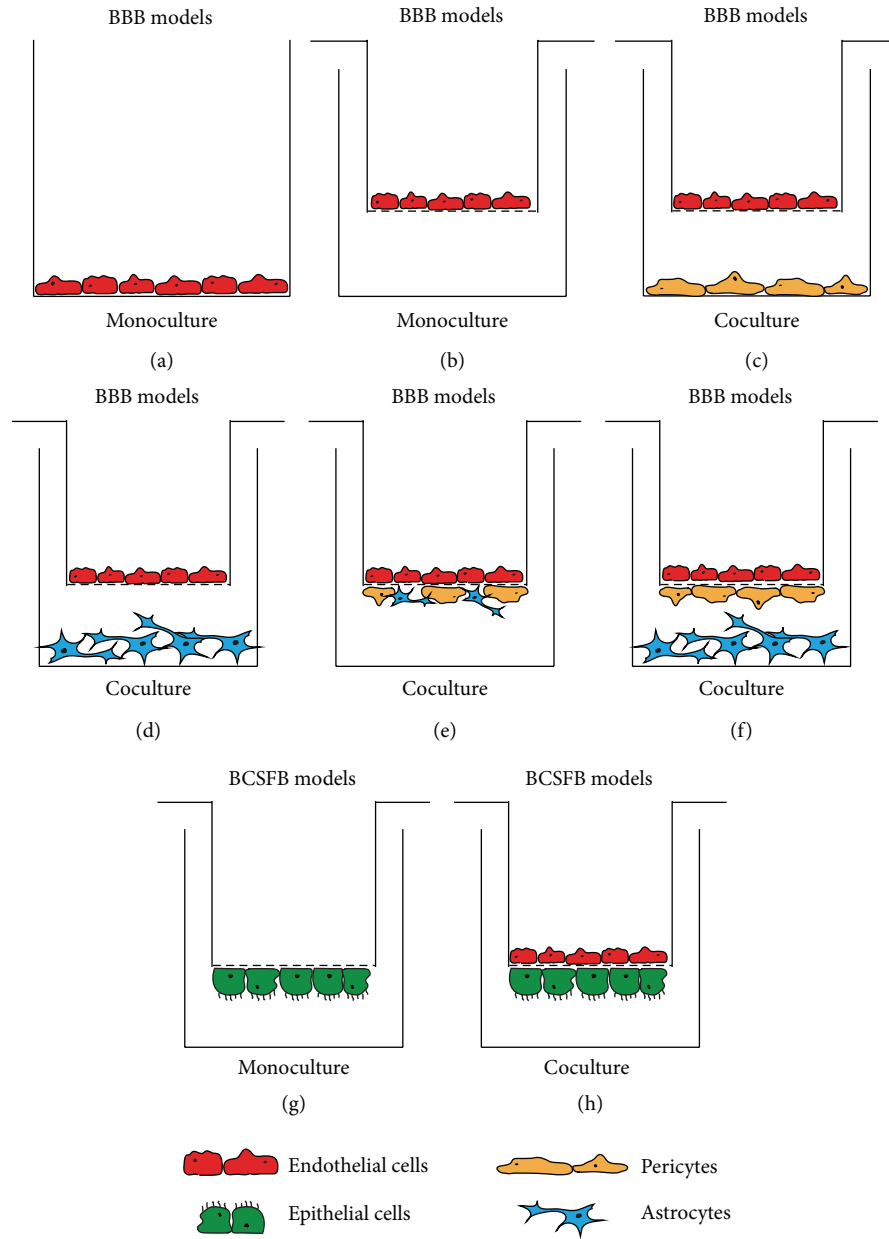 BBB models
BBB models
BBB models
Monoculture
Monoculture
Coculture
(a)
(b)
(c)
BBB models
BBB models
BBB models
Coculture
Coculture
Coculture
(d)
(e)
(f)
BCSFB models
BCSFB models
Monoculture
Coculture
(g)
(h)
Endothelial cells
Pericytes
Epithelial cells
Astrocytes